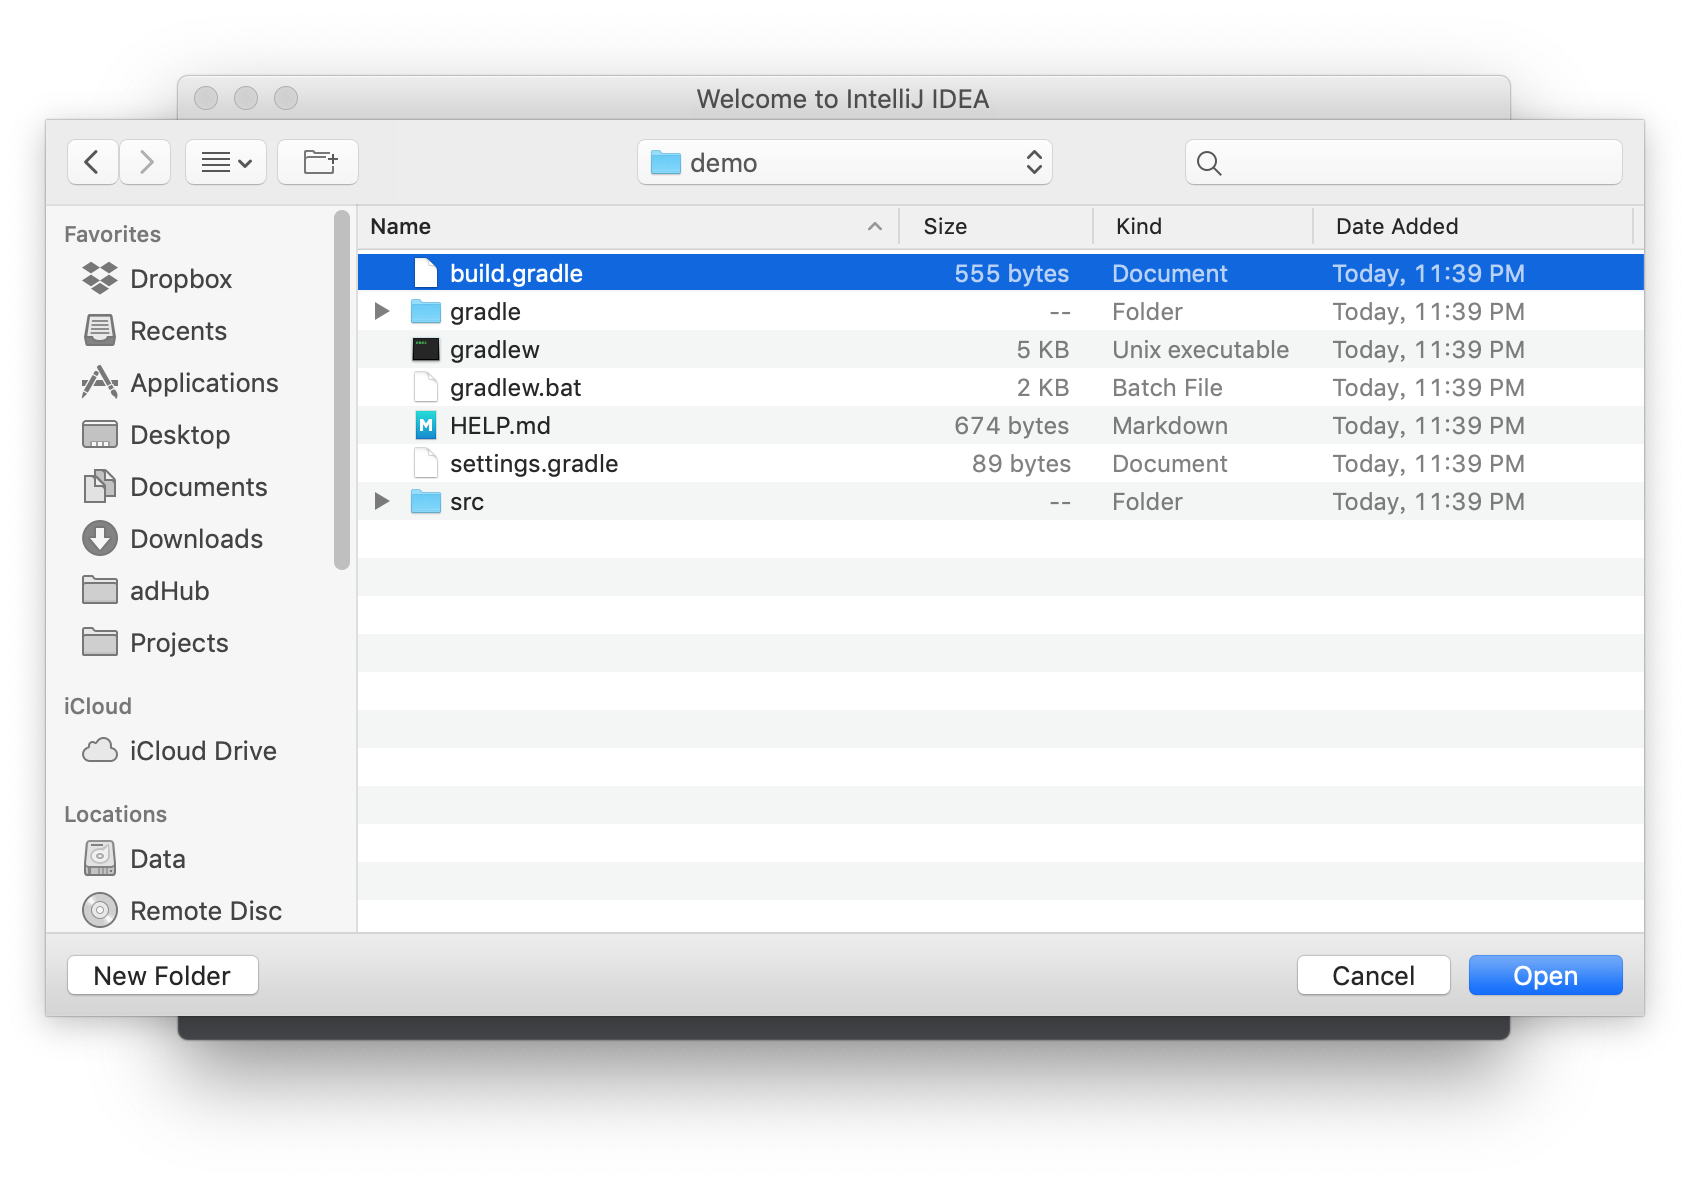 Welcome to IntelliJ IDEA
demo
Favorites
Dropbox
Recents
Applications
Desktop
Documents
Downloads
adHub
Projects
iCloud
iCloud Drive
Locations
Data
Remote Disc
Name Size Kind Date Added
build.gradle 555 bytes Document Today, 11:39 PM
gradle -- Folder Today, 11:39 PM
gradlew 5 KB Unix executable Today, 11:39 PM
gradlew.bat 2 KB Batch File Today, 11:39 PM
M HELP.md 674 bytes Markdown Today, 11:39 PM
settings.gradle 89 bytes Document Today, 11:39 PM
src -- Folder Today, 11:39 PM
New Folder Cancel Open